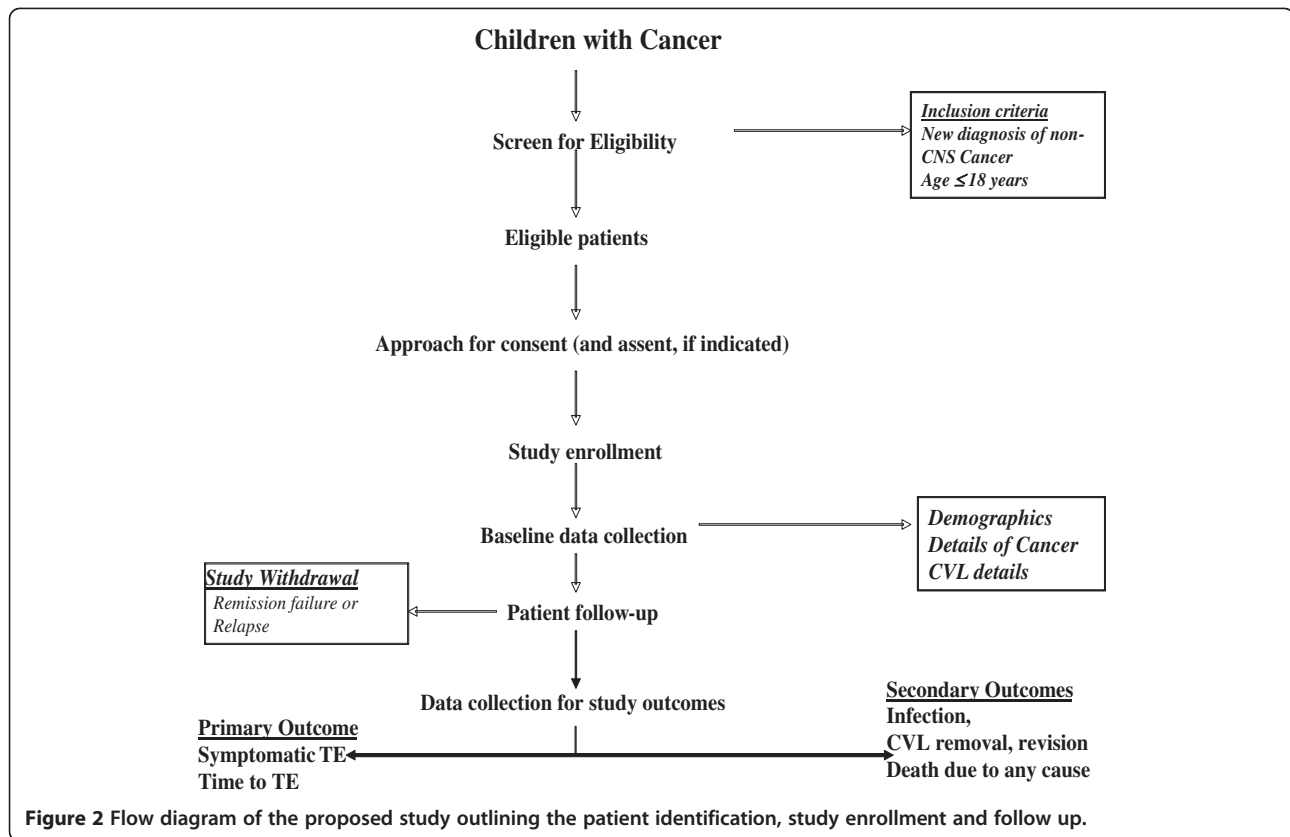 Children with Cancer
Screen for Eligibility
Inclusion criteria
New diagnosis of non-
CNS Cancer
Age ≤18 years
Eligible patients
Approach for consent (and assent, if indicated)
Study enrollment
Baseline data collection
Demographics
Details of Cancer
CVL details
Study Withdrawal
Remission failure or
Relapse
Patient follow-up
Data collection for study outcomes
Primary Outcome
Symptomatic TE
Time to TE
Secondary Outcomes
Infection,
CVL removal, revision
Death due to any cause
Figure 2 Flow diagram of the proposed study outlining the patient identification, study enrollment and follow up.